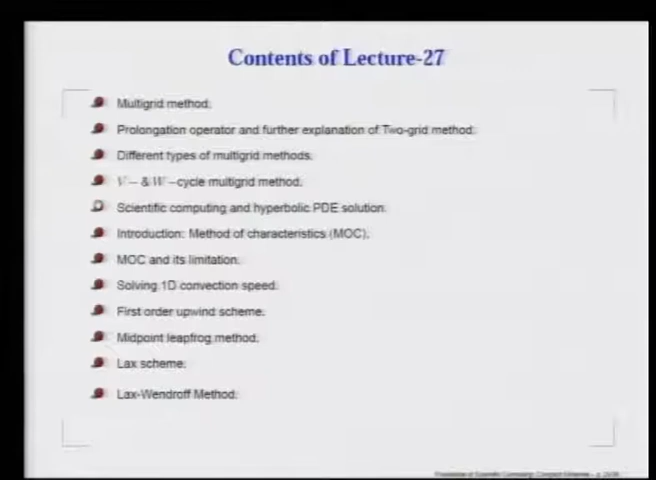 Contents of Lecture-27
Multigrid method.
Prolongation operator and further explanation of Two-grid method.
Different types of multigrid methods.
V – & W –cycle multigrid method.
Scientific computing and hyperbolic PDE solution.
Introduction: Method of characteristics (MOC).
MOC and its limitation.
Solving 1D convection speed.
First order upwind scheme.
Midpoint leapfrog method.
Lax scheme.
Lax-Wendroff Method.